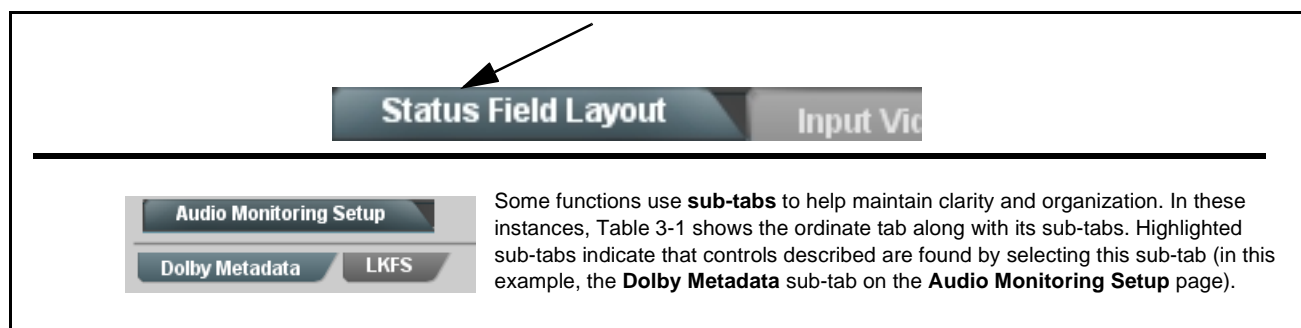 Status Field Layout
Input Vid
Audio Monitoring Setup
Dolby Metadata
LKFS
Some functions use sub-tabs to help maintain clarity and organization. In these
instances, Table 3-1 shows the ordinate tab along with its sub-tabs. Highlighted
sub-tabs indicate that controls described are found by selecting this sub-tab (in this
example, the Dolby Metadata sub-tab on the Audio Monitoring Setup page).